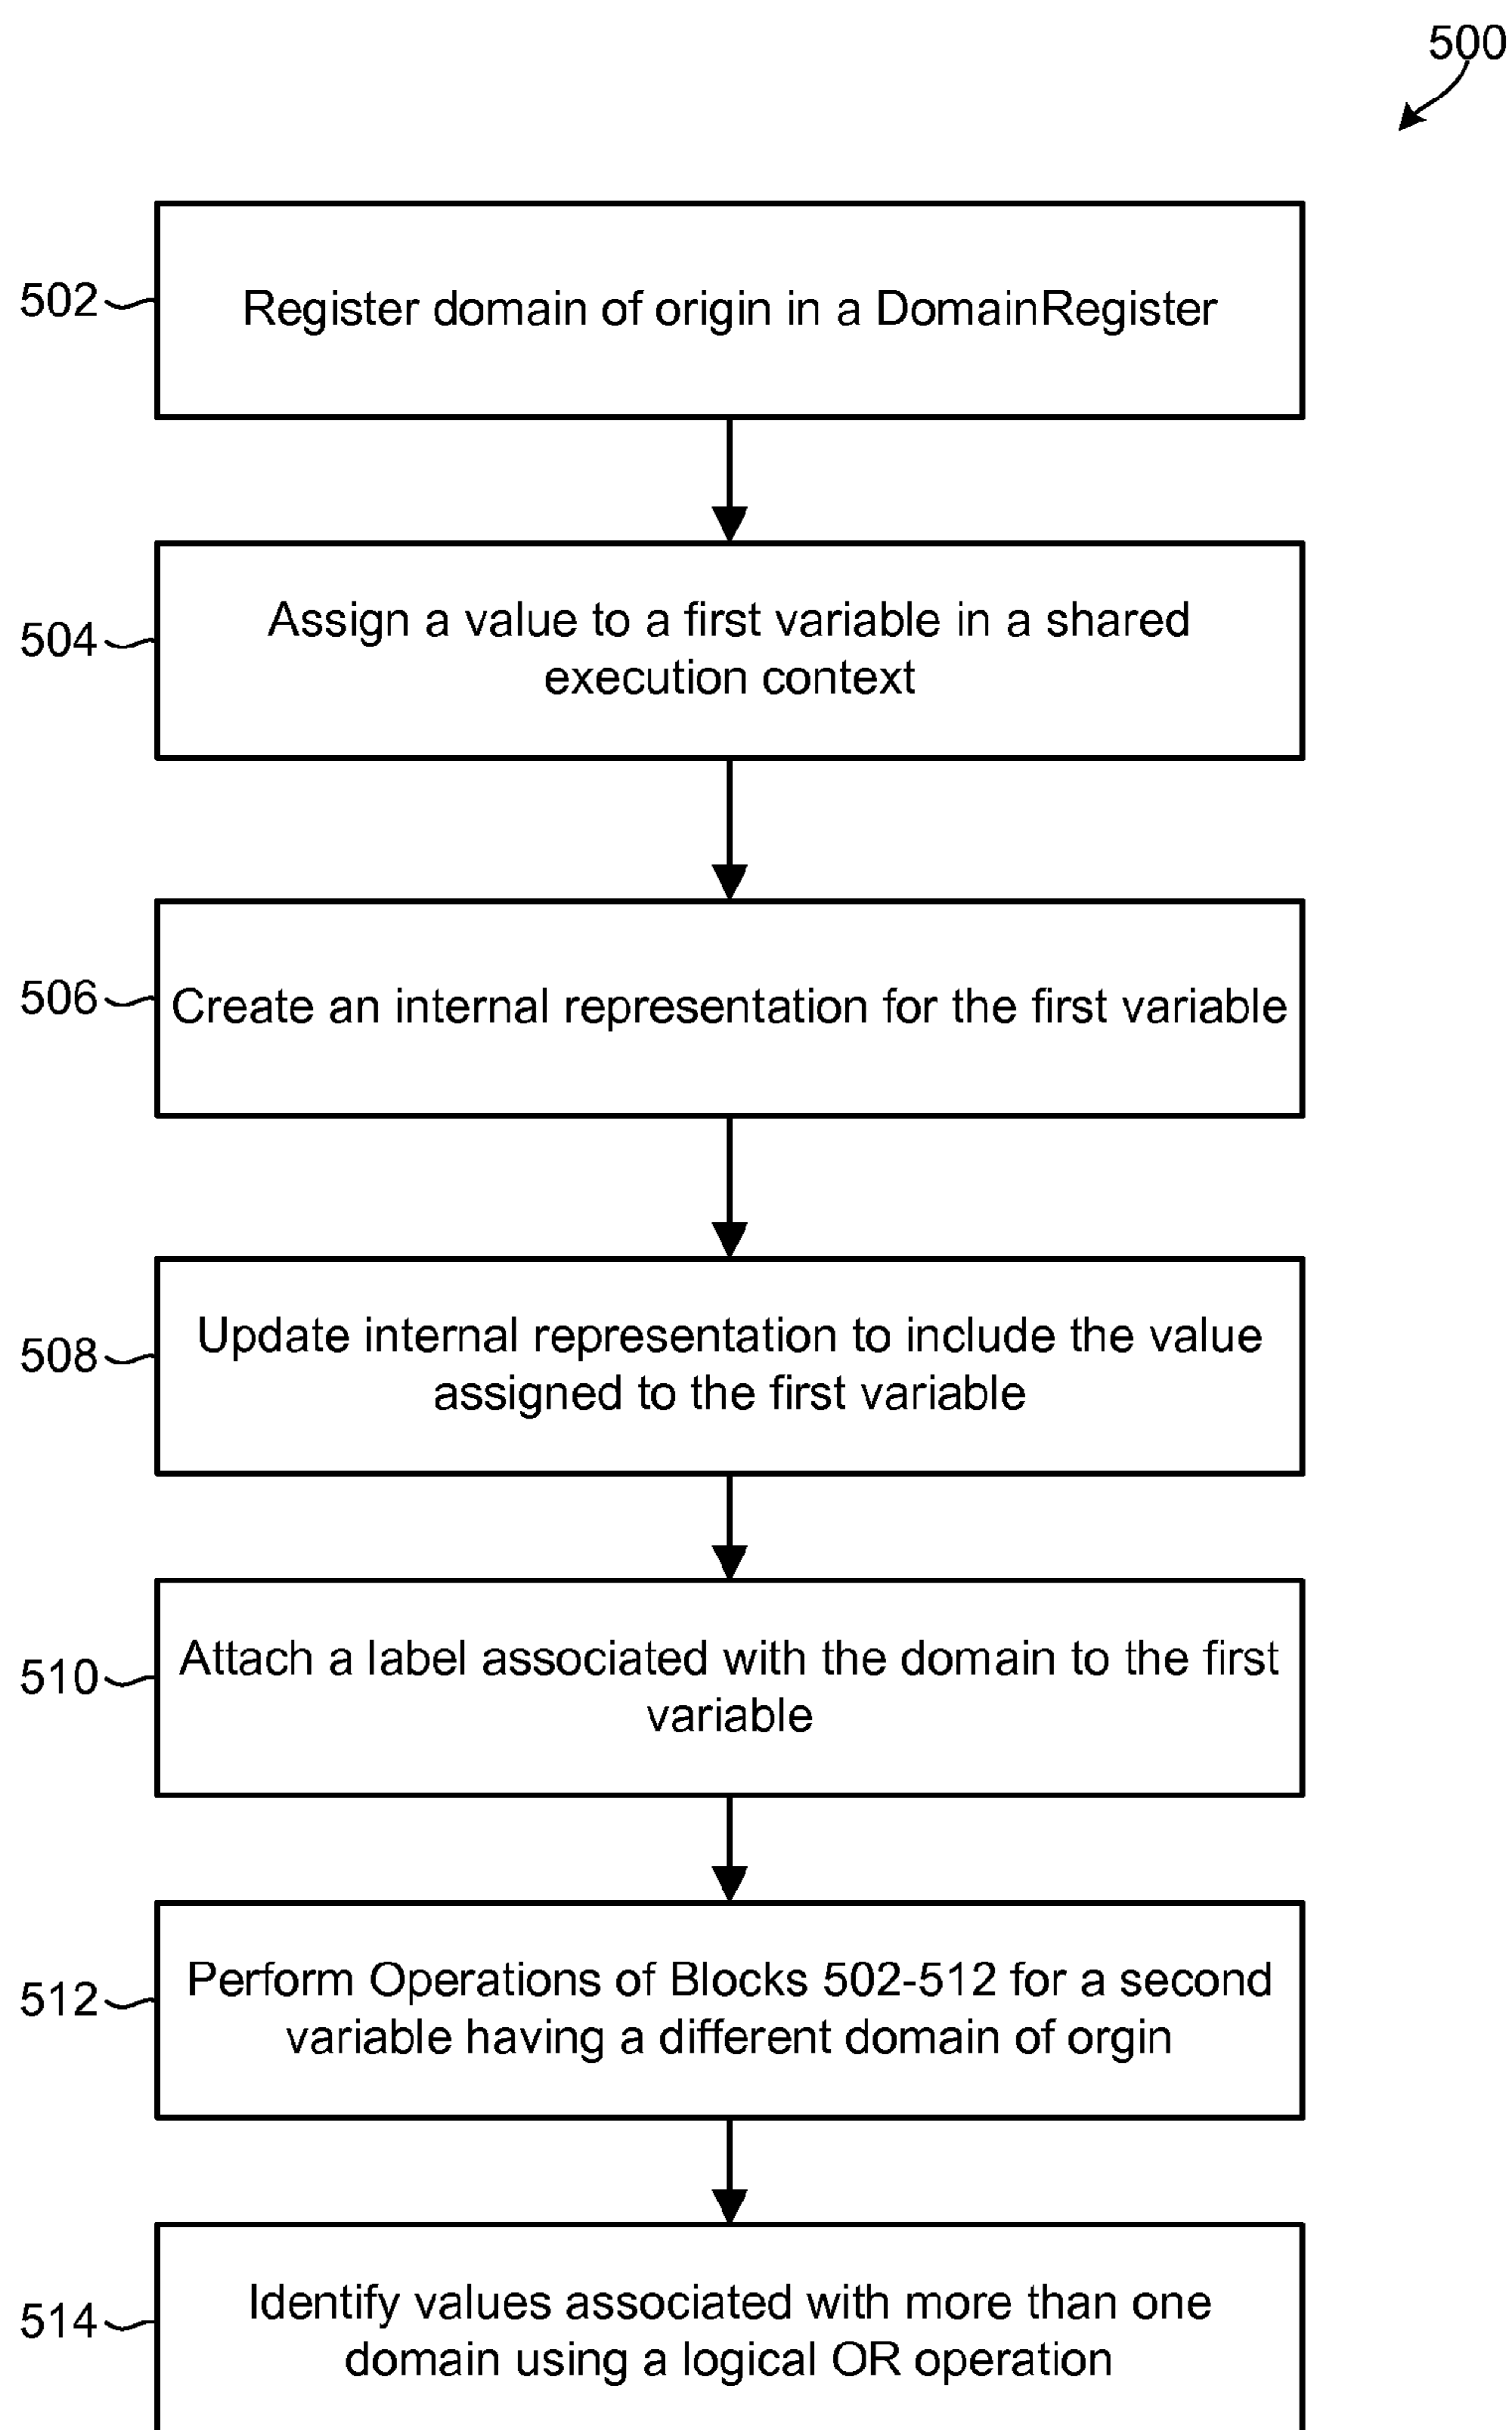 500
502
Register domain of origin in a DomainRegister
504
Assign a value to a first variable in a shared
execution context
506
Create an internal representation for the first variable
508
Update internal representation to include the value
assigned to the first variable
510
Attach a label associated with the domain to the first
variable
512
Perform Operations of Blocks 502-512 for a second
variable having a different domain of orgin
514
Identify values associated with more than one
domain using a logical OR operation